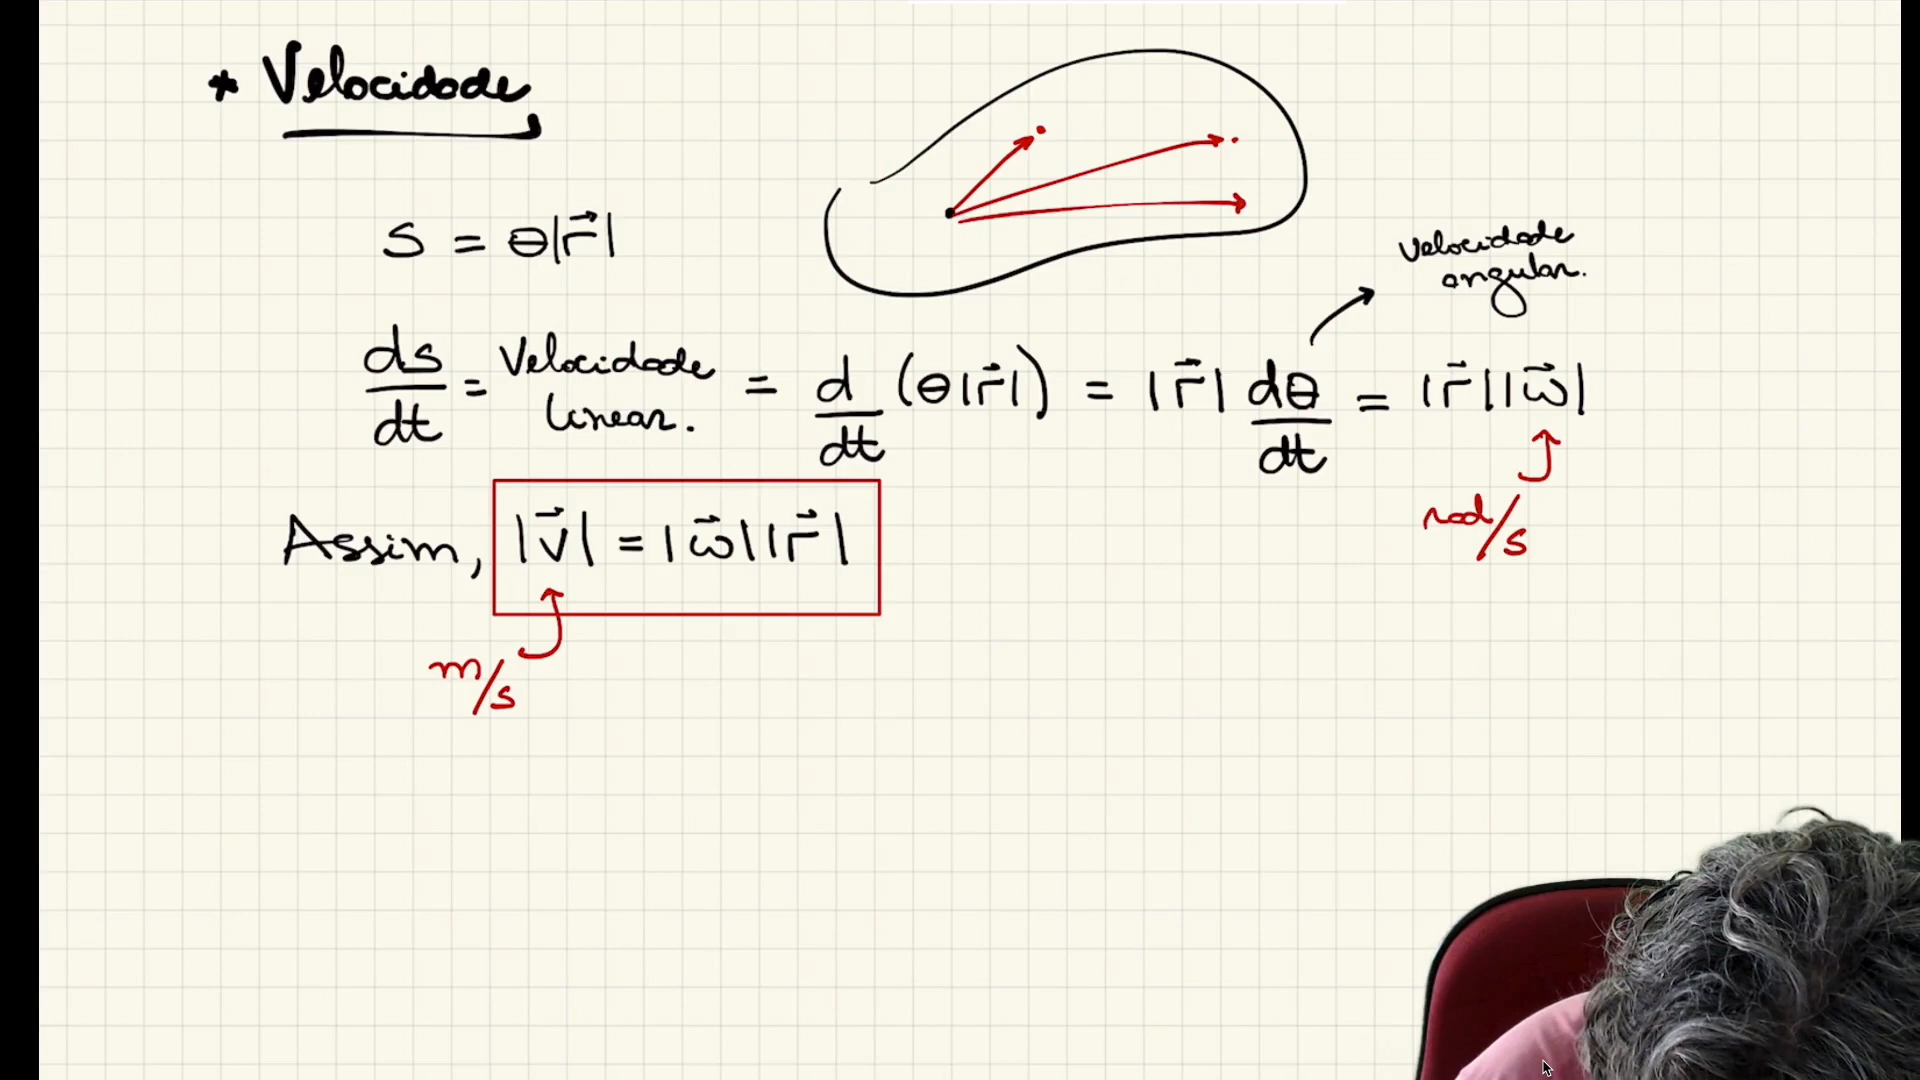 * Velocidade
s = θ|r⃗|
velocidade
angular.
ds/dt = Velocidade linear. = d/dt (θ|r⃗|) = |r⃗| dθ/dt = |r⃗||ω⃗|
rad/s
Assim, |v⃗| = |ω⃗||r⃗|
m/s